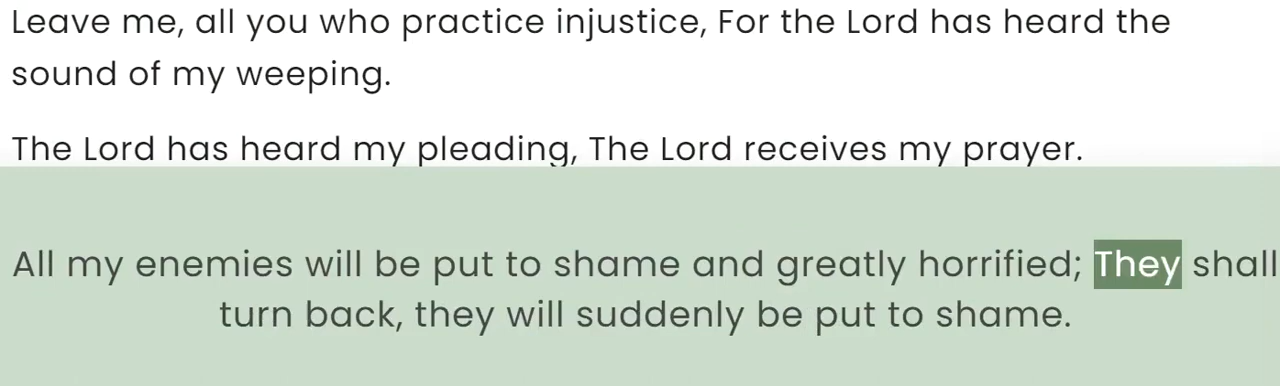 Leave me, all you who practice injustice, For the Lord has heard the
sound of my weeping.
The Lord has heard my pleading, The Lord receives my prayer.
All my enemies will be put to shame and greatly horrified; They shall
turn back, they will suddenly be put to shame.